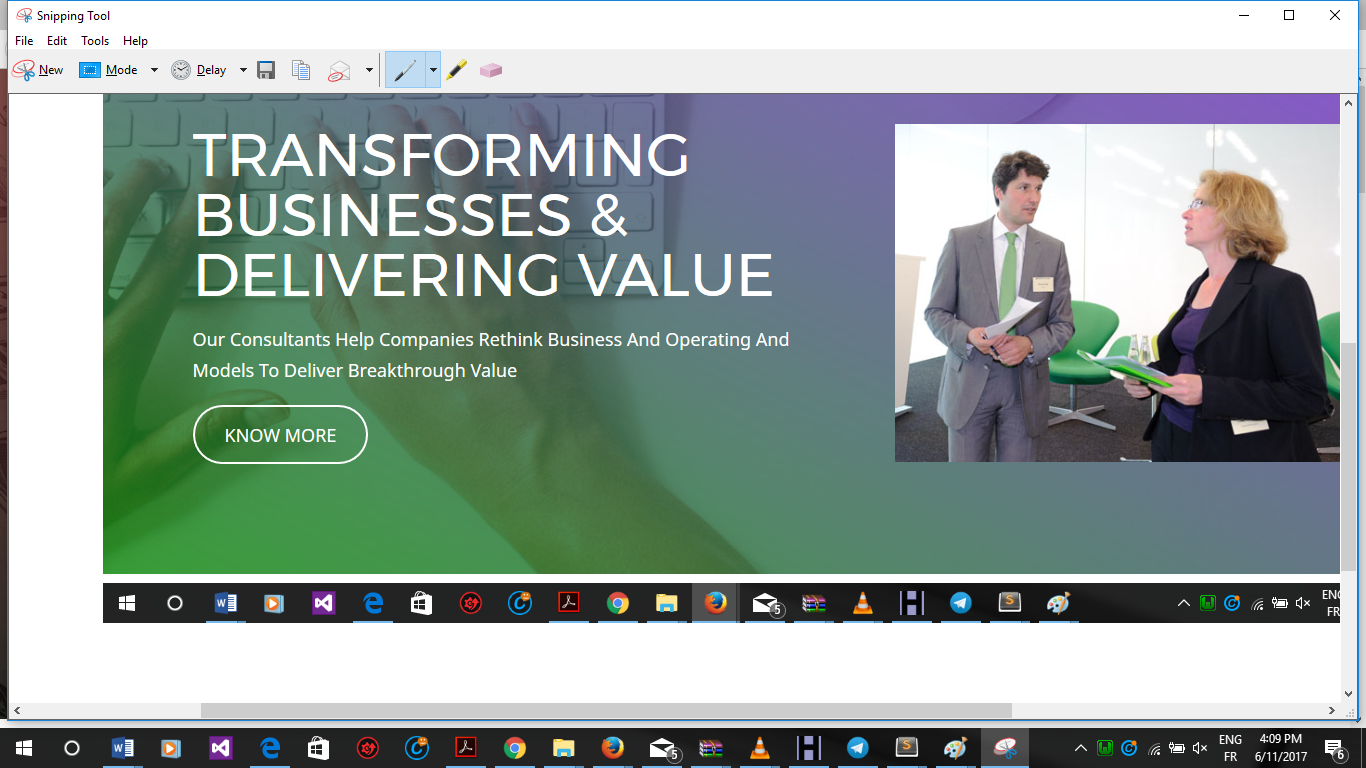 Snipping Tool
File Edit Tools Help
New Mode Delay
TRANSFORMING
BUSINESSES &
DELIVERING VALUE
Our Consultants Help Companies Rethink Business And Operating And
Models To Deliver Breakthrough Value
KNOW MORE
5
ENG
FR
5
ENG
FR
4:09 PM
6/11/2017
6